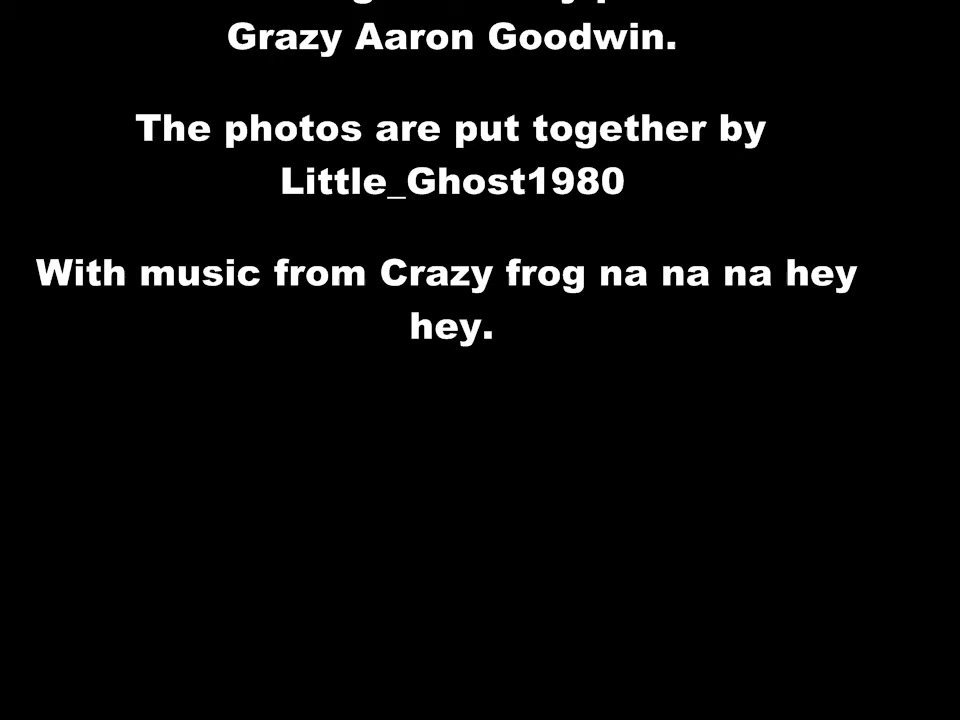 Grazy Aaron Goodwin.
The photos are put together by
Little_Ghost1980
With music from Crazy frog na na na hey
hey.